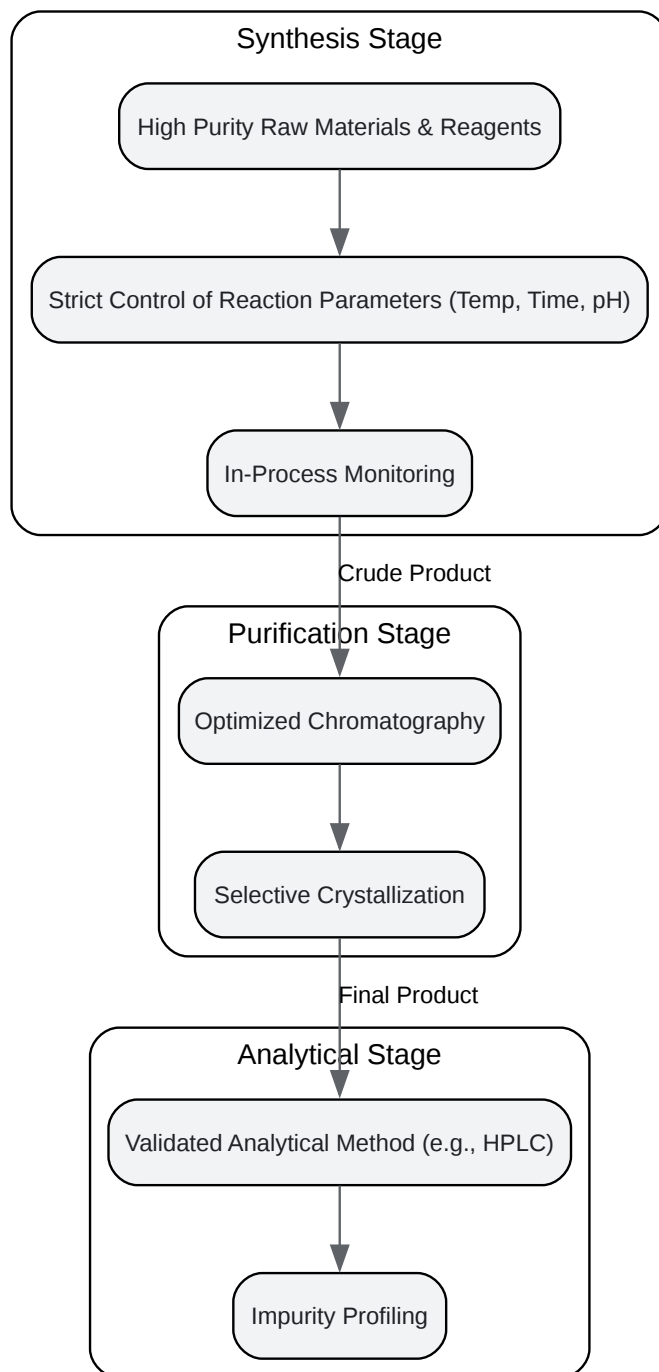 Synthesis Stage
High Purity Raw Materials & Reagents
Strict Control of Reaction Parameters (Temp, Time, pH)
In-Process Monitoring
Crude Product
Purification Stage
Optimized Chromatography
Selective Crystallization
Final Product
Analytical Stage
Validated Analytical Method (e.g., HPLC)
Impurity Profiling